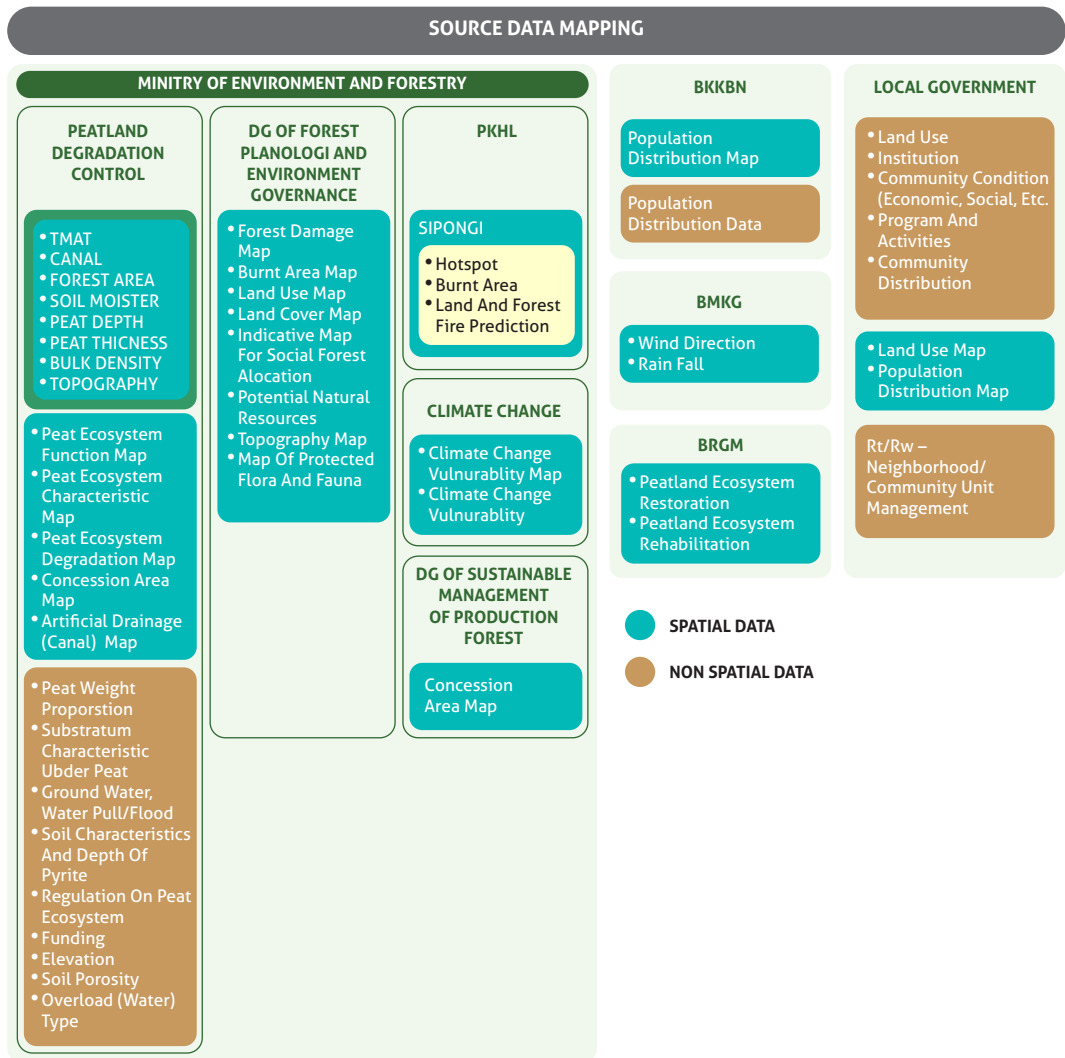 SOURCE DATA MAPPING
MINITRY OF ENVIRONMENT AND FORESTRY
PEATLAND
DEGRADATION
CONTROL
• TMAT
• CANAL
• FOREST AREA
• SOIL MOISTER
• PEAT DEPTH
• PEAT THICNESS
• BULK DENSITY
• TOPOGRAPHY
• Peat Ecosystem
Function Map
• Peat Ecosystem
Characteristic
Map
• Peat Ecosystem
Degradation Map
• Concession Area
Map
• Artificial Drainage
(Canal) Map
• Peat Weight
Proporstion
• Substratum
Characteristic
Ubder Peat
• Ground Water,
Water Pull/Flood
• Soil Characteristics
And Depth Of
Pyrite
• Regulation On Peat
Ecosystem
• Funding
• Elevation
• Soil Porosity
• Overload (Water)
Type
DG OF FOREST
PLANOLOGI AND
ENVIRONMENT
GOVERNANCE
• Forest Damage
Map
• Burnt Area Map
• Land Use Map
• Land Cover Map
• Indicative Map
For Social Forest
Alocation
• Potential Natural
Resources
• Topography Map
• Map Of Protected
Flora And Fauna
PKHL
SIPONGI
• Hotspot
• Burnt Area
• Land And Forest
Fire Prediction
CLIMATE CHANGE
• Climate Change
Vulnerablity Map
• Climate Change
Vulnerablity
DG OF SUSTAINABLE
MANAGEMENT
OF PRODUCTION
FOREST
Concession
Area Map
BKKBN
Population
Distribution Map
Population
Distribution Data
BMKG
• Wind Direction
• Rain Fall
BRGM
• Peatland Ecosystem
Restoration
• Peatland Ecosystem
Rehabilitation
LOCAL GOVERNMENT
• Land Use
• Institution
• Community Condition
(Economic, Social, Etc.
• Program And
Activities
• Community
Distribution
• Land Use Map
• Population
Distribution Map
Rt/Rw –
Neighborhood/
Community Unit
Management
SPATIAL DATA
NON SPATIAL DATA